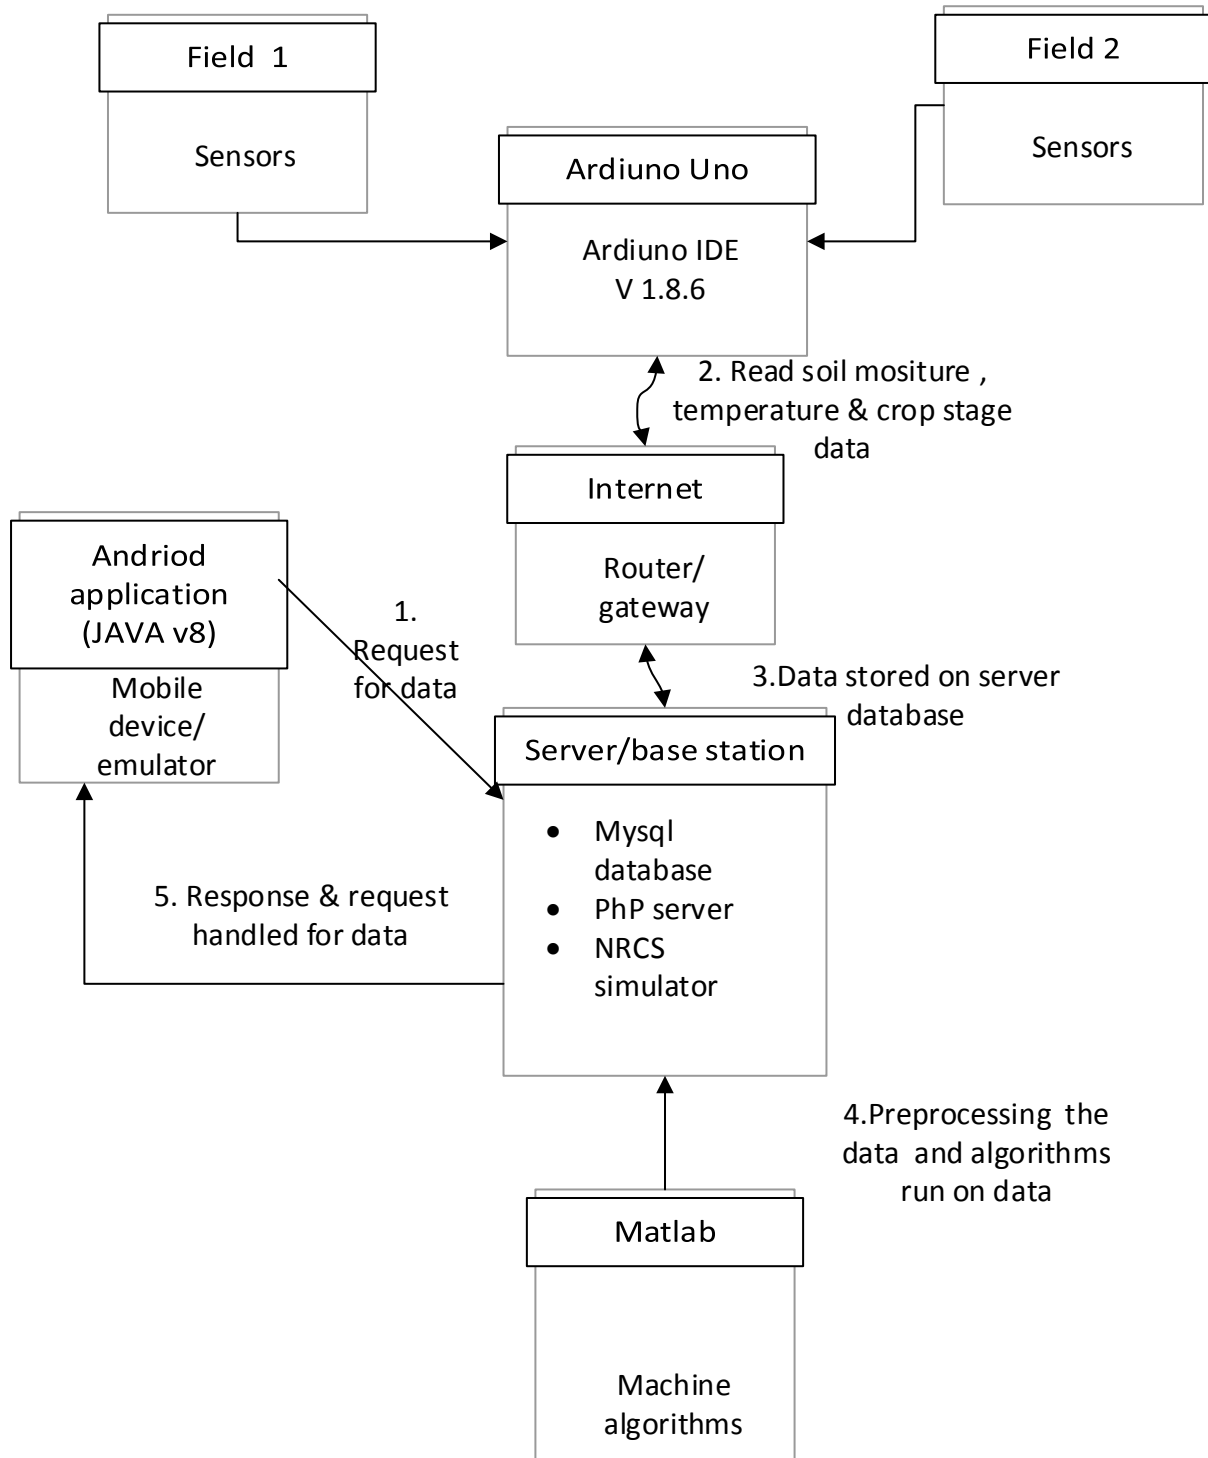 Field 1
Sensors
Field 2
Sensors
Ardiuno Uno
Ardiuno IDE
V 1.8.6
2. Read soil mositure ,
temperature & crop stage
data
Internet
Router/
gateway
Andriod
application
(JAVA v8)
Mobile
device/
emulator
1.
Request
for data
3.Data stored on server
database
Server/base station
• Mysql
database
• PhP server
• NRCS
simulator
5. Response & request
handled for data
4.Preprocessing the
data and algorithms
run on data
Matlab
Machine
algorithms